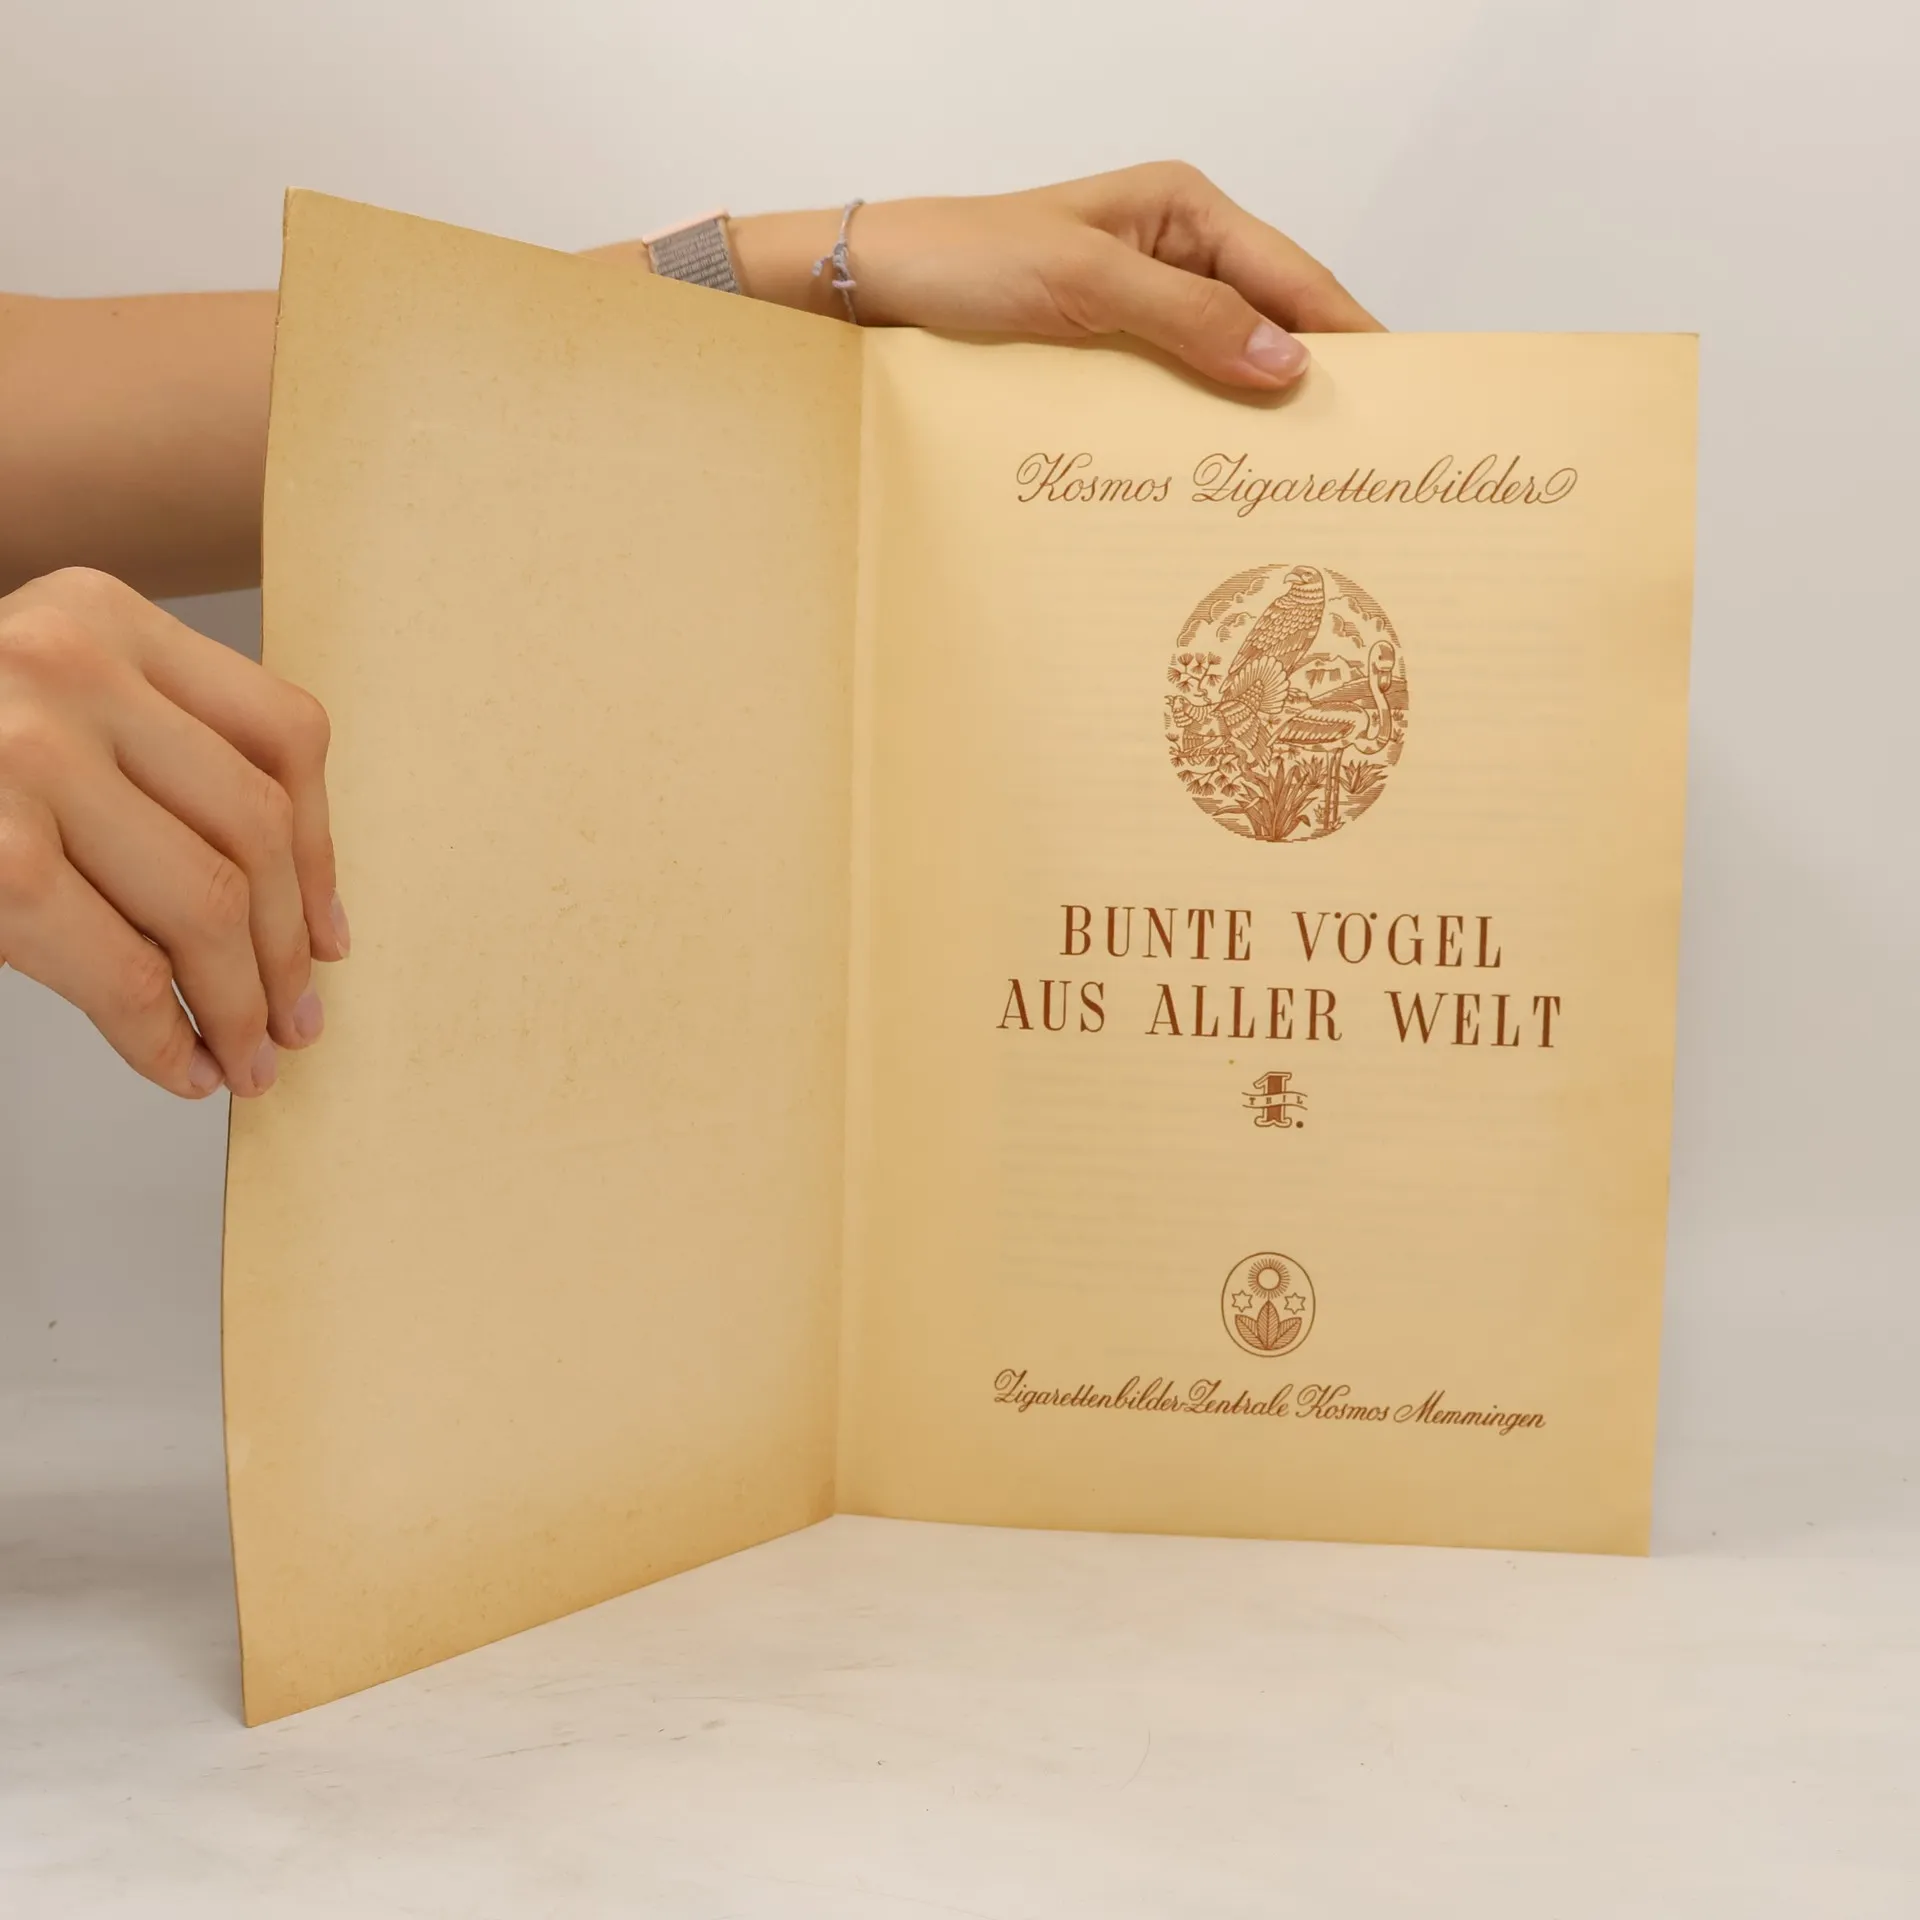 Kosmos Zigarettenbilder
BUNTE VÖGEL
AUS ALLER WELT
1. TEIL
Zigarettenbilder-Zentrale Kosmos Memmingen